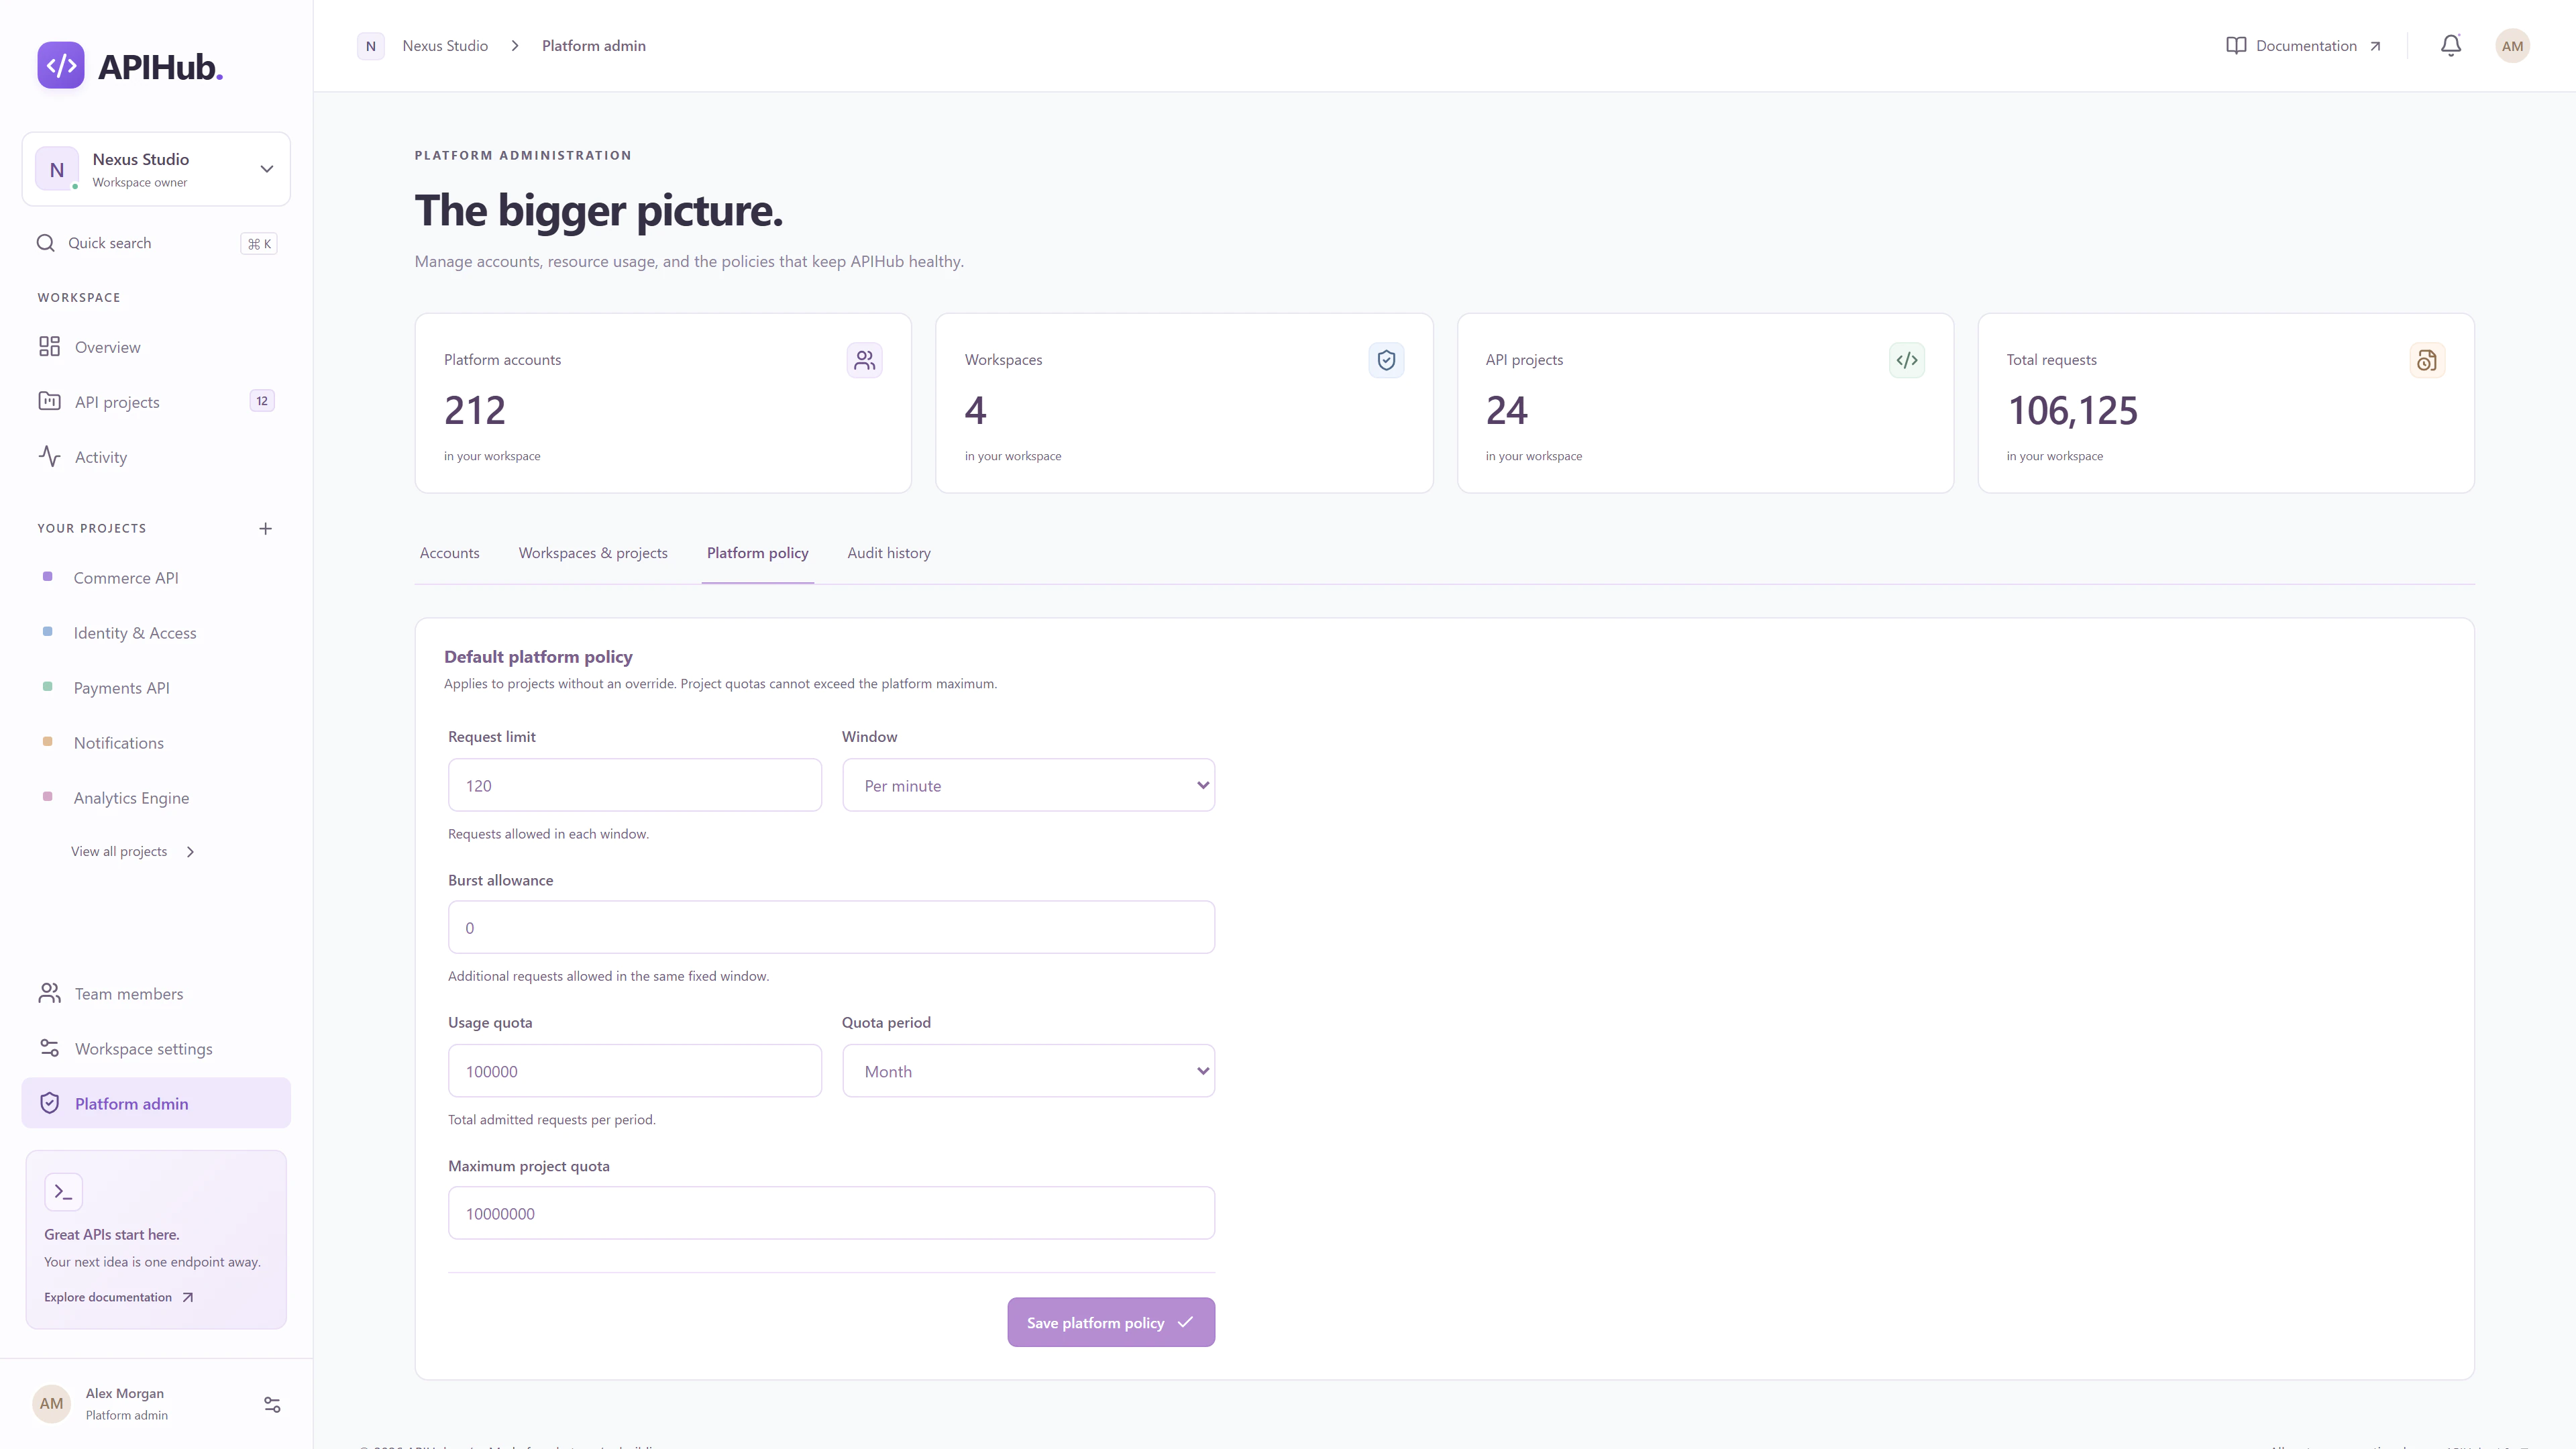 APIHub.
N
Nexus Studio
Workspace owner
Quick search
⌘ K
WORKSPACE
Overview
API projects
12
Activity
YOUR PROJECTS
Commerce API
Identity & Access
Payments API
Notifications
Analytics Engine
View all projects
Team members
Workspace settings
Platform admin
Great APIs start here.
Your next idea is one endpoint away.
Explore documentation
AM
Alex Morgan
Platform admin
N
Nexus Studio
Platform admin
Documentation
AM
PLATFORM ADMINISTRATION
The bigger picture.
Manage accounts, resource usage, and the policies that keep APIHub healthy.
Platform accounts
212
in your workspace
Workspaces
4
in your workspace
API projects
24
in your workspace
Total requests
106,125
in your workspace
Accounts
Workspaces & projects
Platform policy
Audit history
Default platform policy
Applies to projects without an override. Project quotas cannot exceed the platform maximum.
Request limit
Window
120
Per minute
Requests allowed in each window.
Burst allowance
0
Additional requests allowed in the same fixed window.
Usage quota
Quota period
100000
Month
Total admitted requests per period.
Maximum project quota
10000000
Save platform policy